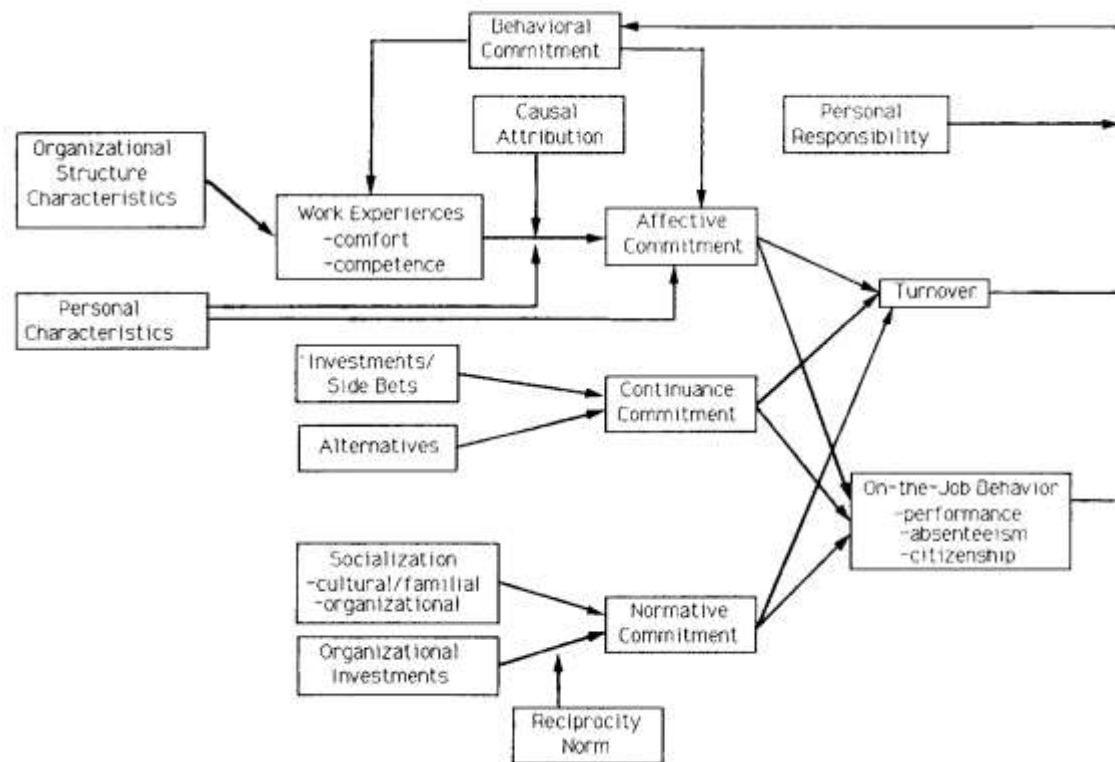 Behavioral
Commitment
Causal
Attribution
Personal
Responsibility
Organizational
Structure
Characteristics
Work Experiences
-comfort
-competence
Affective
Commitment
Turnover
Personal
Characteristics
Investments/
Side Bets
Continuance
Commitment
Alternatives
On-the-Job Behavior
-performance
-absenteeism
-citizenship
Socialization
-cultural/familial
-organizational
Normative
Commitment
Organizational
Investments
Reciprocity
Norm